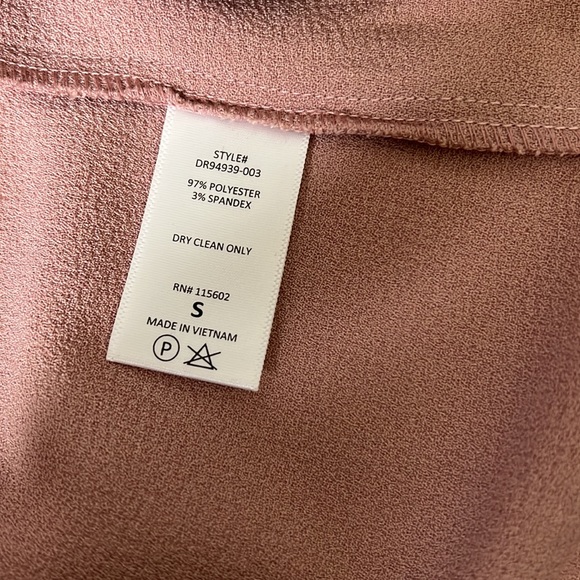 STYLE#
DR94939-003
97% POLYESTER
3% SPANDEX
DRY CLEAN ONLY
RN# 115602
S
MADE IN VIETNAM
P